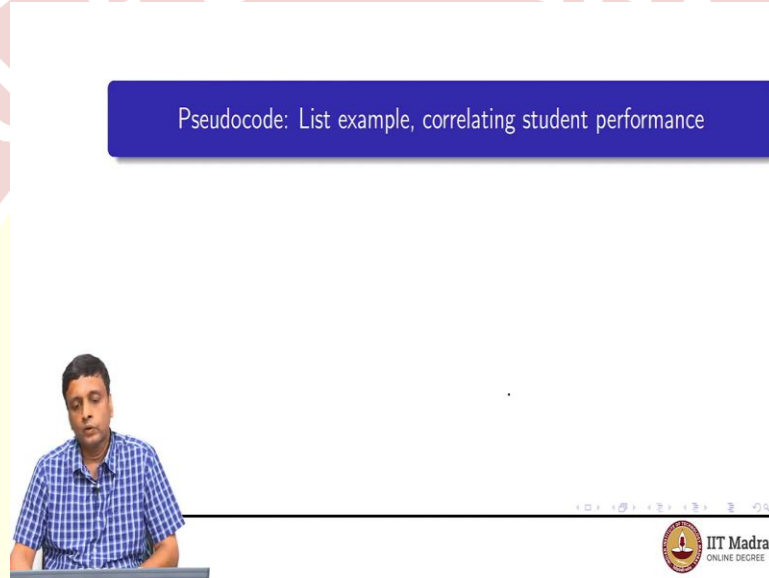 Pseudocode: List example, correlating student performance
IIT Madra
ONLINE DEGREE